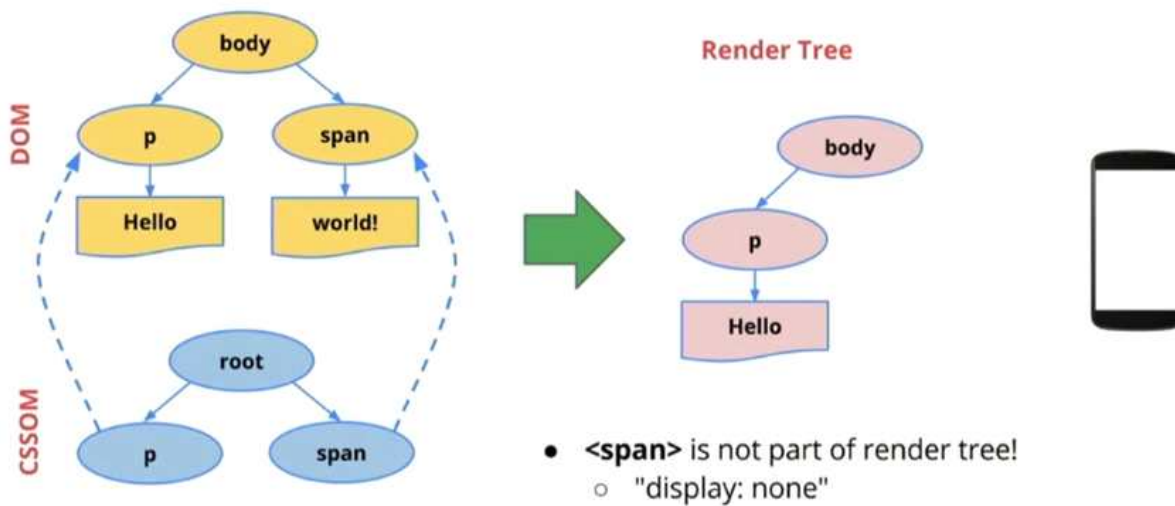 DOM
body
p
span
Hello
world!
CSSOM
root
p
span
Render Tree
body
p
Hello
● <span> is not part of render tree!
○ "display: none"